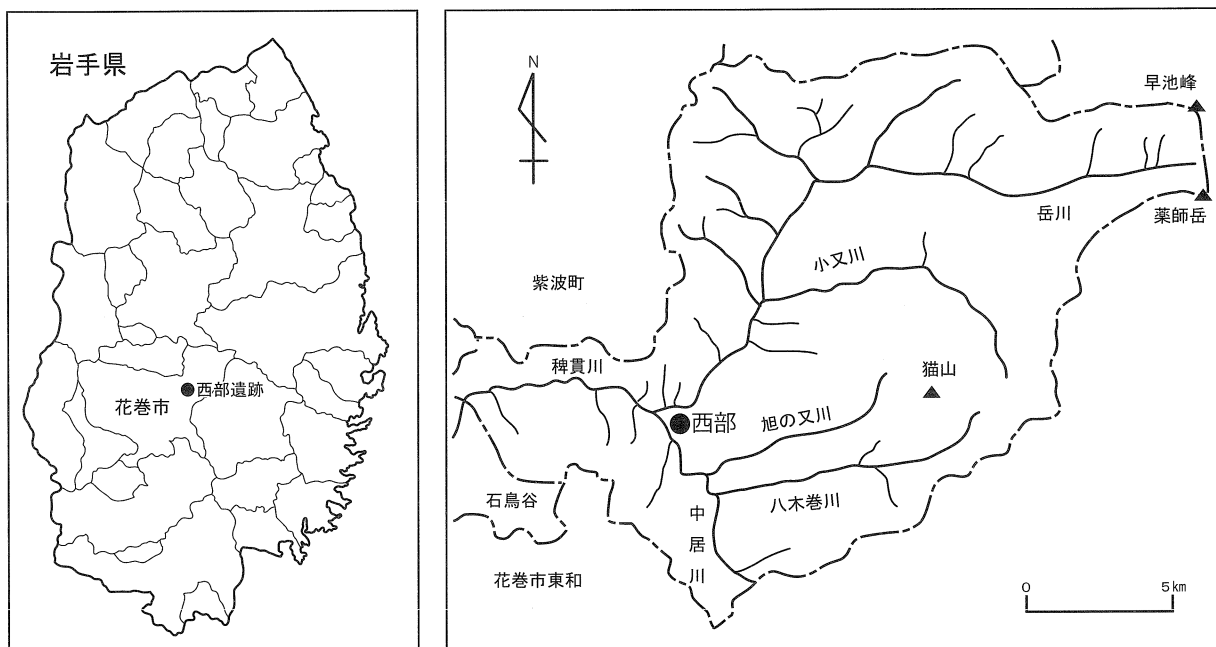 岩手県
西部遺跡
花巻市
N
早池峰
薬師岳
岳川
小又川
紫波町
稗貫川
猫山
西部
旭の又川
八木巻川
石鳥谷
中居川
花巻市東和
0 5km